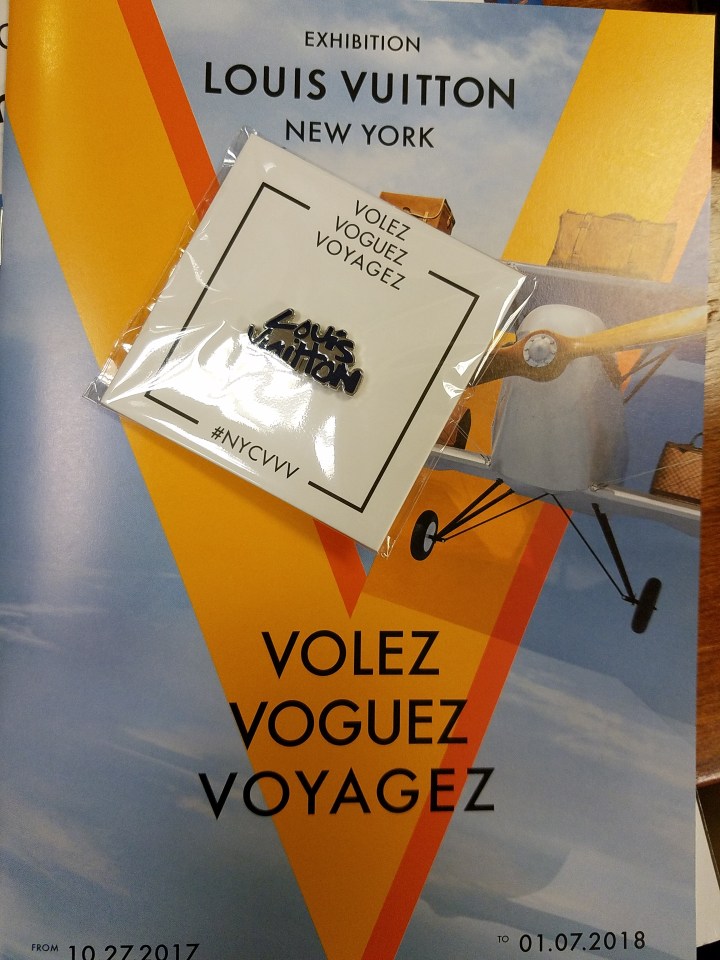 EXHIBITION
LOUIS VUITTON
NEW YORK
VOLEZ
VOGUEZ
VOYAGEZ
Louis
Vuitton
#NYCVVV
VOLEZ
VOGUEZ
VOYAGEZ
FROM 10.27.2017
TO 01.07.2018